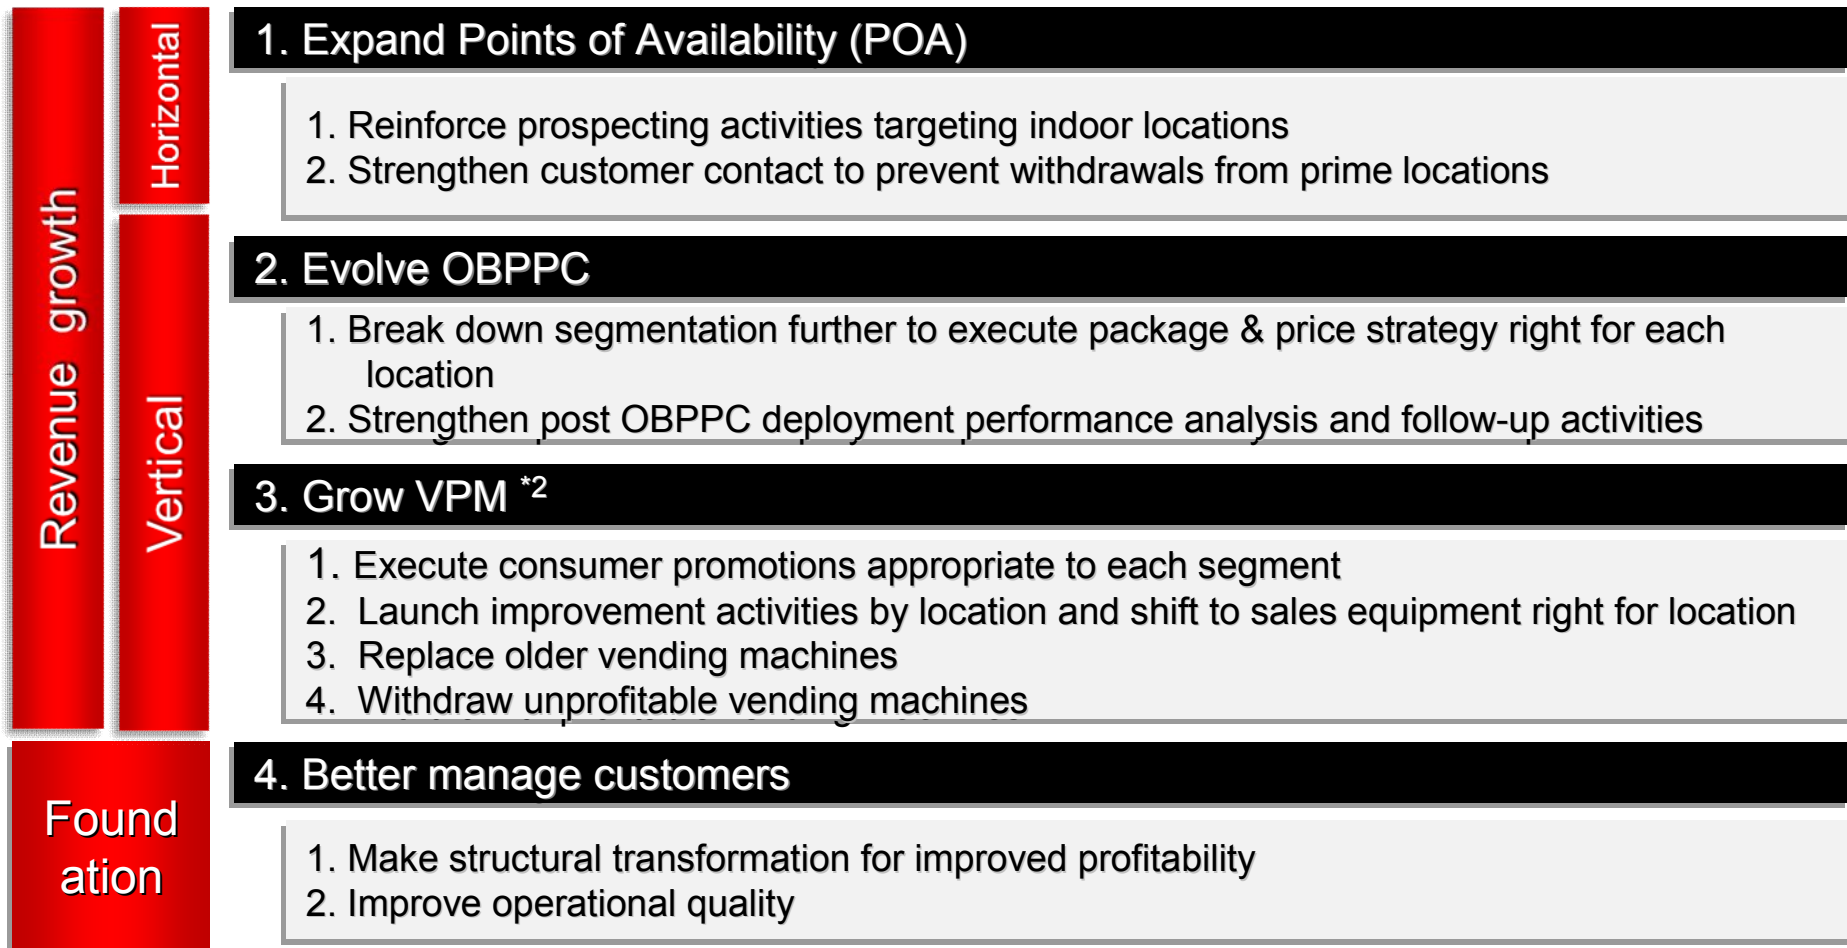 Revenue growth
Horizontal
1. Expand Points of Availability (POA)
1. Reinforce prospecting activities targeting indoor locations
2. Strengthen customer contact to prevent withdrawals from prime locations
Vertical
2. Evolve OBPPC
1. Break down segmentation further to execute package & price strategy right for each
location
2. Strengthen post OBPPC deployment performance analysis and follow-up activities
3. Grow VPM *2
1. Execute consumer promotions appropriate to each segment
2. Launch improvement activities by location and shift to sales equipment right for location
3. Replace older vending machines
4. Withdraw unprofitable vending machines
Found
ation
4. Better manage customers
1. Make structural transformation for improved profitability
2. Improve operational quality